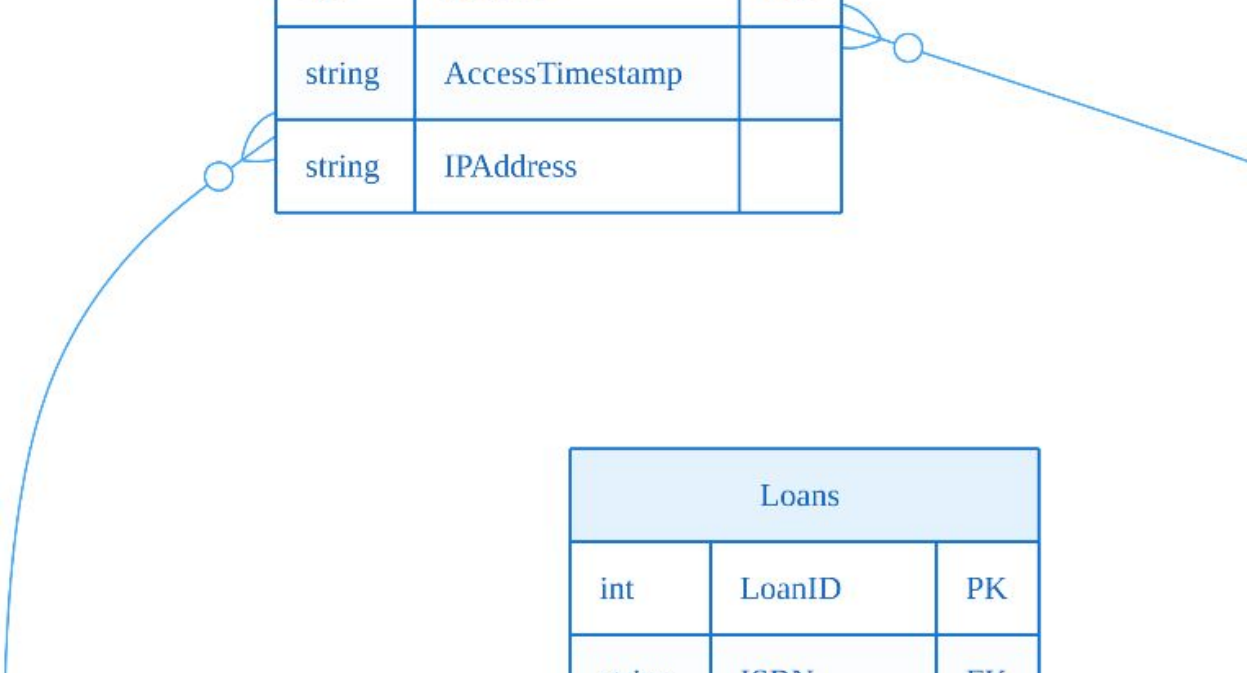 string AccessTimestamp
string IPAddress
Loans
int LoanID PK